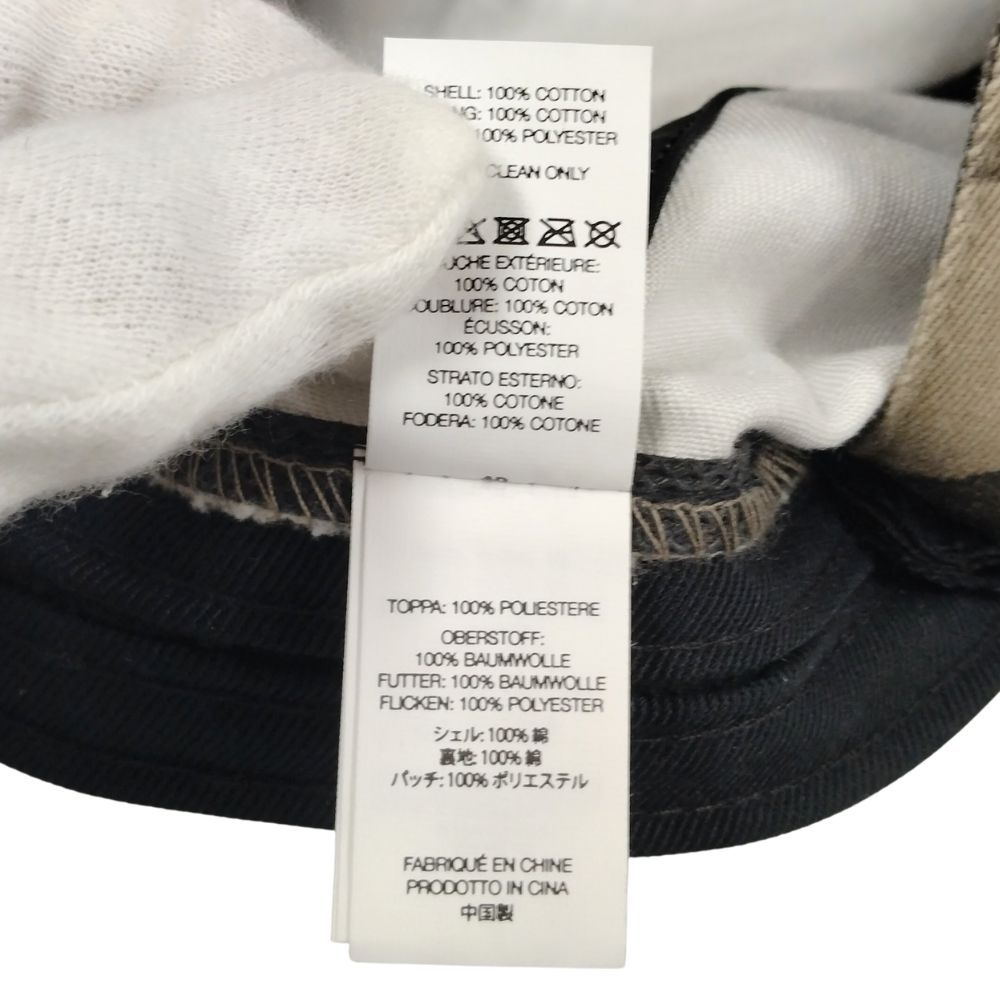 SHELL: 100% COTTON
NG: 100% COTTON
100% POLYESTER
CLEAN ONLY
UCHE EXTÉRIEURE:
100% COTON
OUBLURE: 100% COTON
ÉCUSSON:
100% POLYESTER
STRATO ESTERNO:
100% COTONE
FODERA: 100% COTONE
TOPPA: 100% POLIESTERE
OBERSTOFF:
100% BAUMWOLLE
FUTTER: 100% BAUMWOLLE
FLICKEN: 100% POLYESTER
シェル: 100% 綿
裏地: 100% 綿
パッチ: 100% ポリエステル
FABRIQUÉ EN CHINE
PRODOTTO IN CINA
中国製